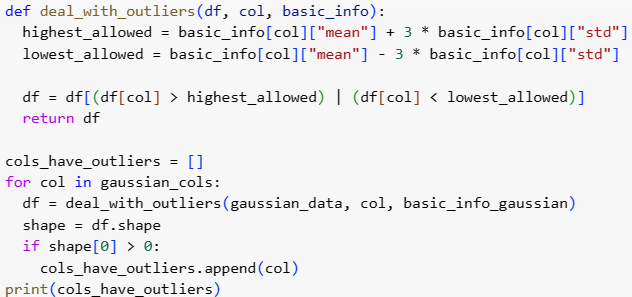 def deal_with_outliers(df, col, basic_info):
  highest_allowed = basic_info[col]["mean"] + 3 * basic_info[col]["std"]
  lowest_allowed = basic_info[col]["mean"] - 3 * basic_info[col]["std"]

  df = df[(df[col] > highest_allowed) | (df[col] < lowest_allowed)]
  return df

cols_have_outliers = []
for col in gaussian_cols:
  df = deal_with_outliers(gaussian_data, col, basic_info_gaussian)
  shape = df.shape
  if shape[0] > 0:
    cols_have_outliers.append(col)
print(cols_have_outliers)